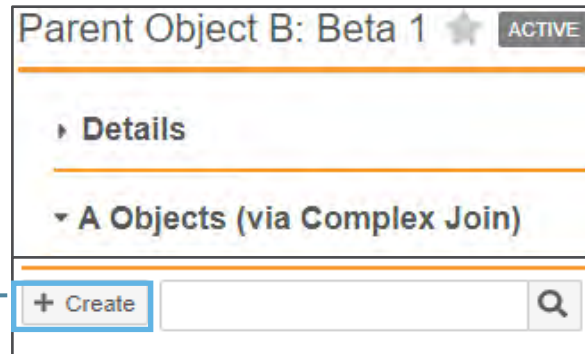 Parent Object B: Beta 1 ACTIVE
Details
A Objects (via Complex Join)
+ Create